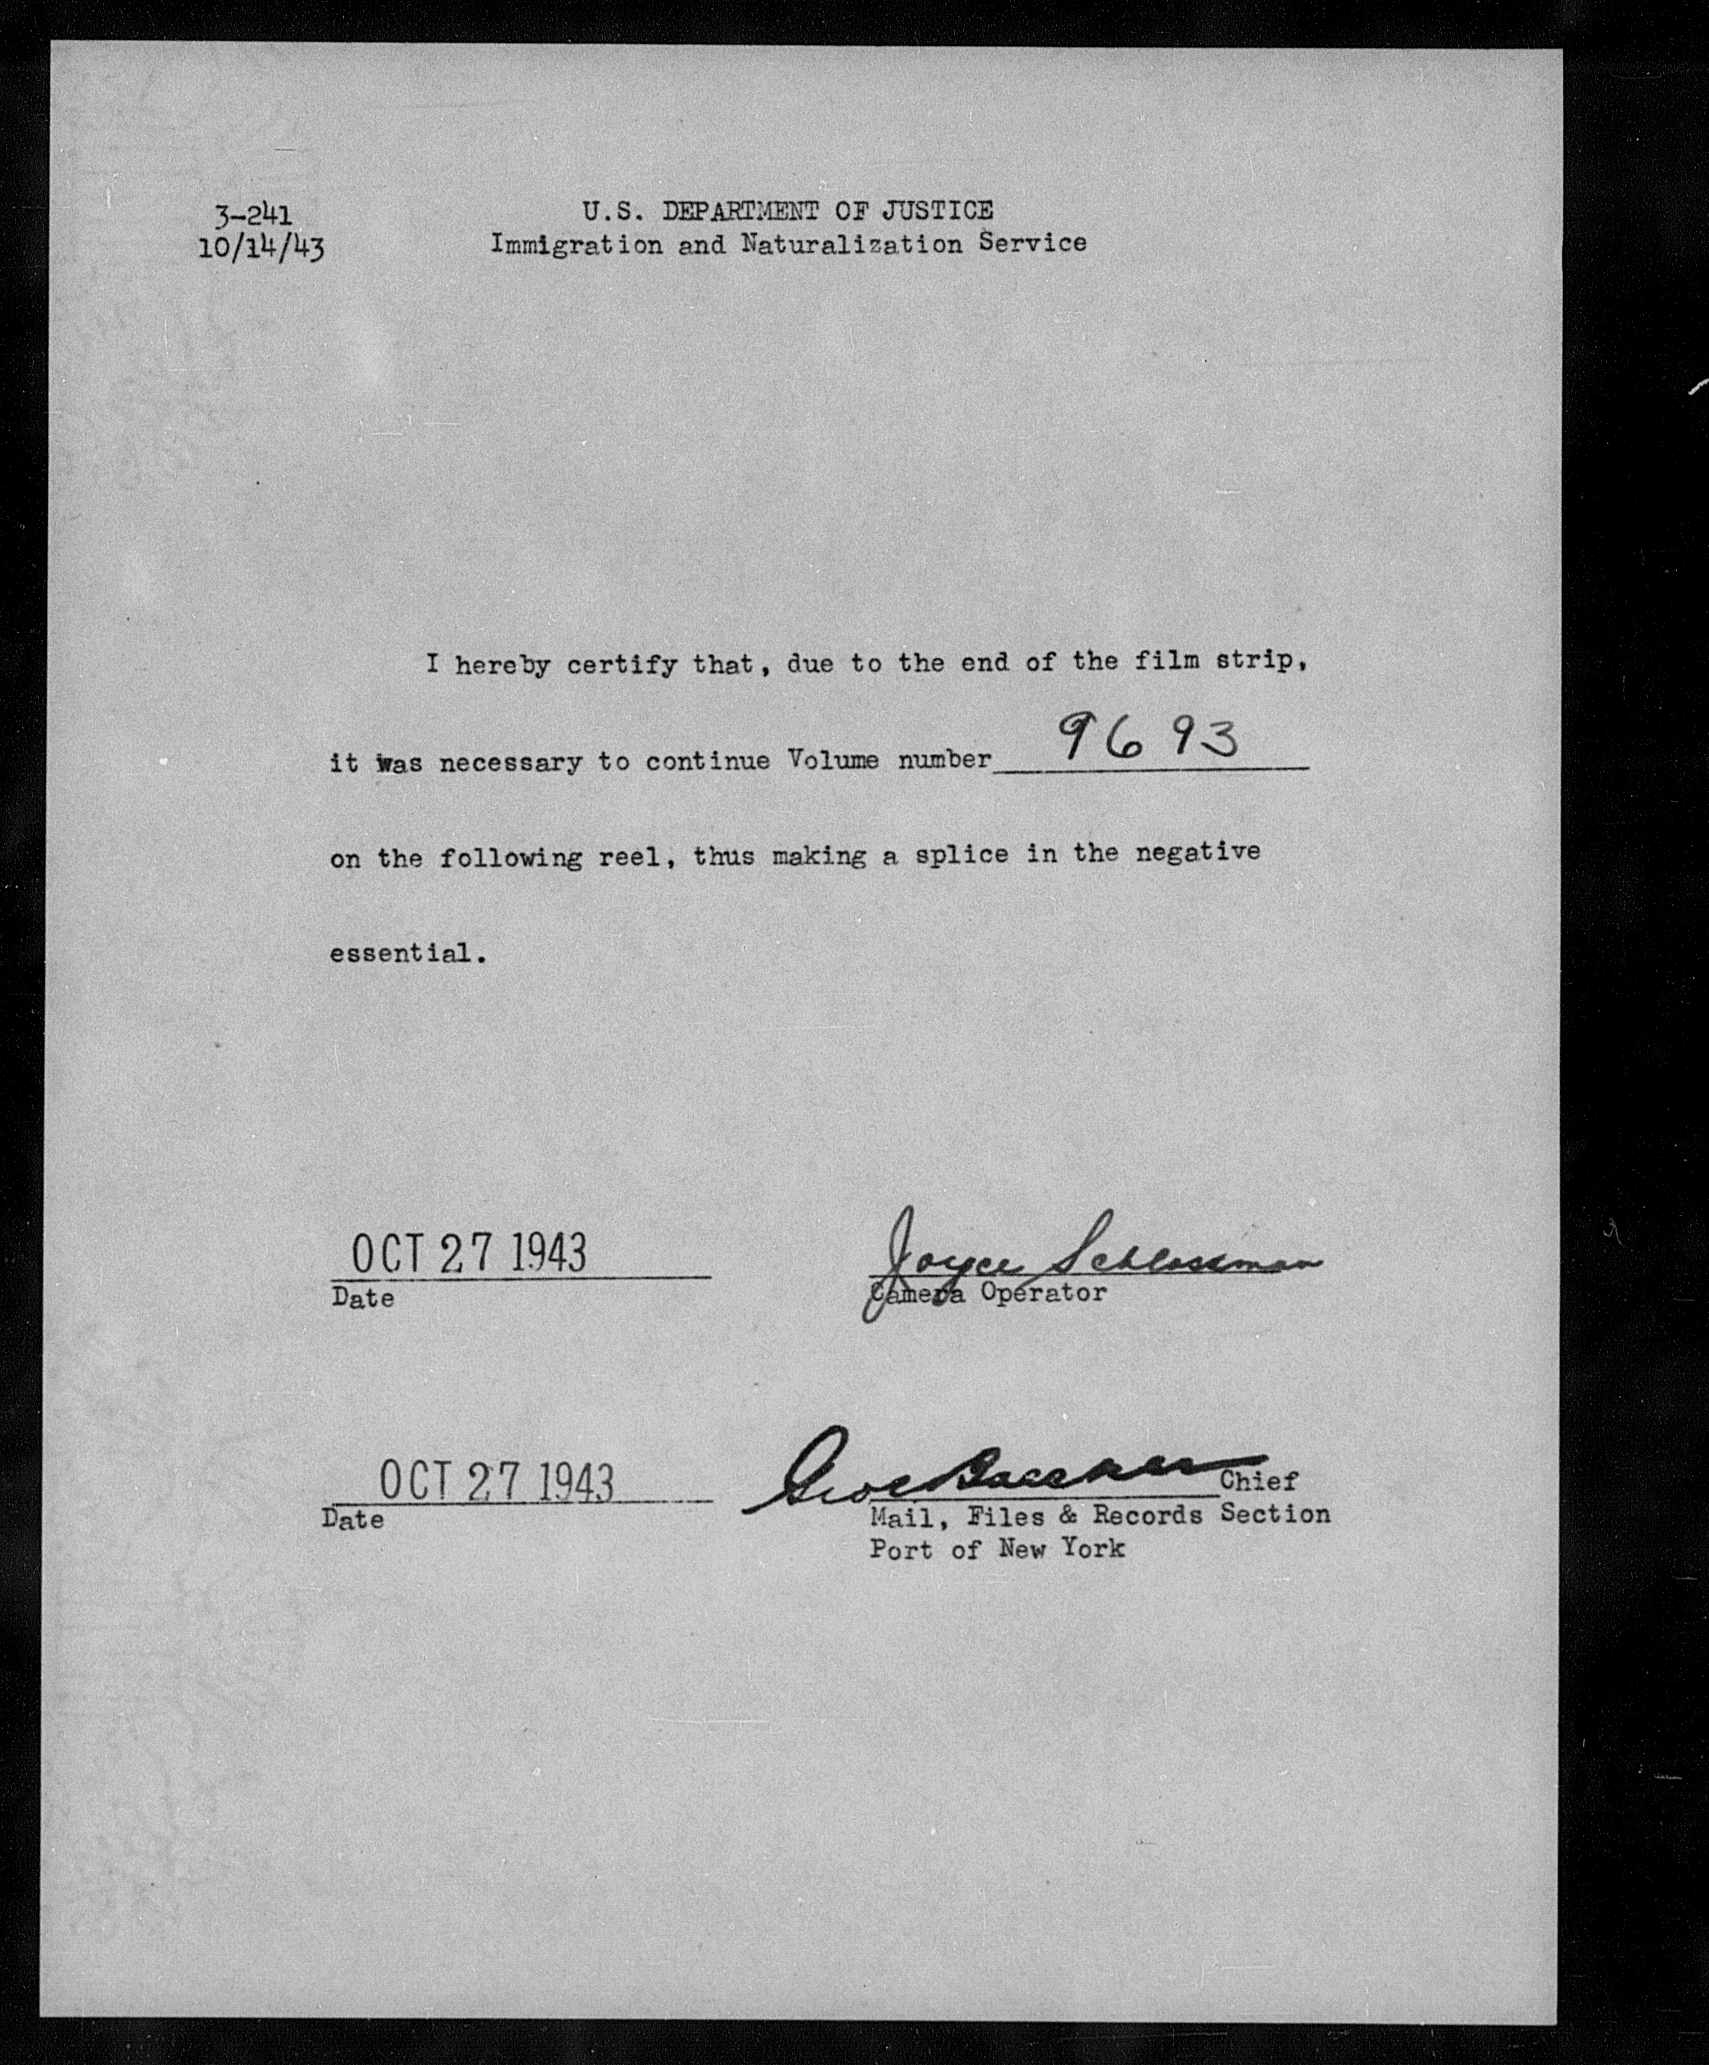 3-241
10/14/43
U.S. DEPARTMENT OF JUSTICE
Immigration and Naturalization Service
I hereby certify that, due to the end of the film strip,
it was necessary to continue Volume number 9693
on the following reel, thus making a splice in the negative
essential.
OCT 27 1943
Date
Joyce Schlossman
Camera Operator
OCT 27 1943
Date
Chief
Mail, Files & Records Section
Port of New York